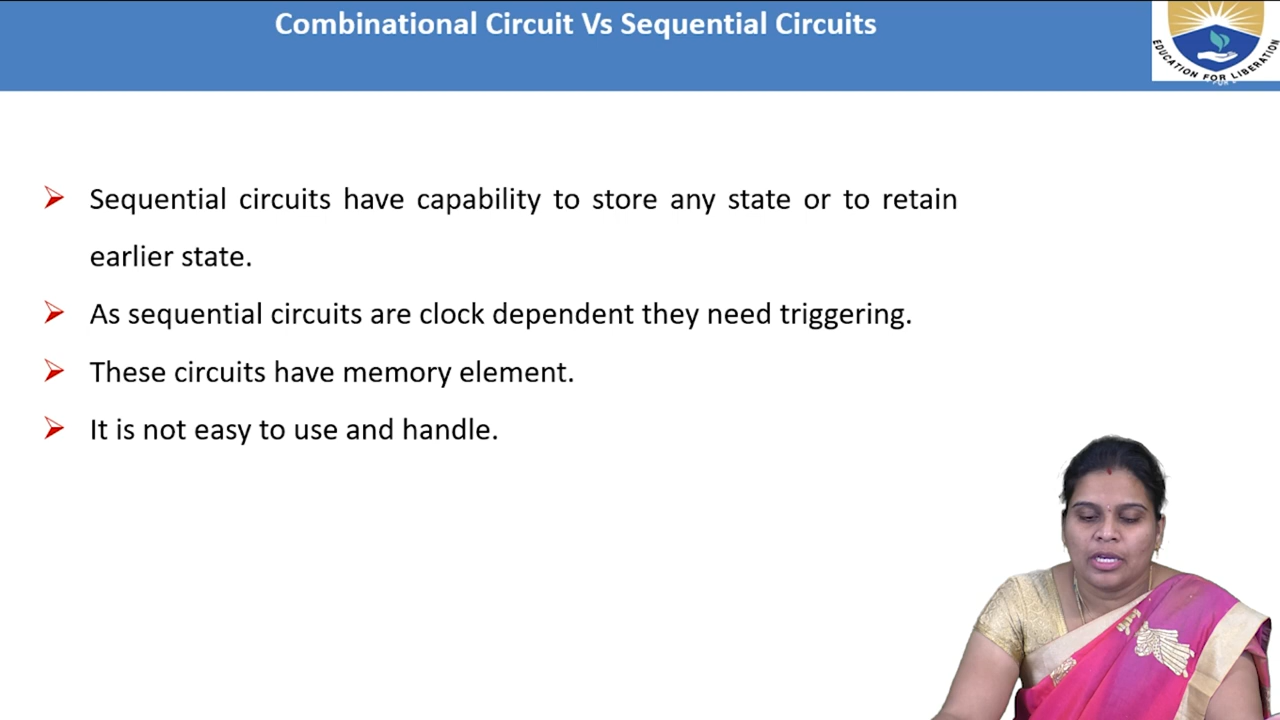 Combinational Circuit Vs Sequential Circuits
EDUCATION FOR LIBERATION
Sequential circuits have capability to store any state or to retain
earlier state.
As sequential circuits are clock dependent they need triggering.
These circuits have memory element.
It is not easy to use and handle.